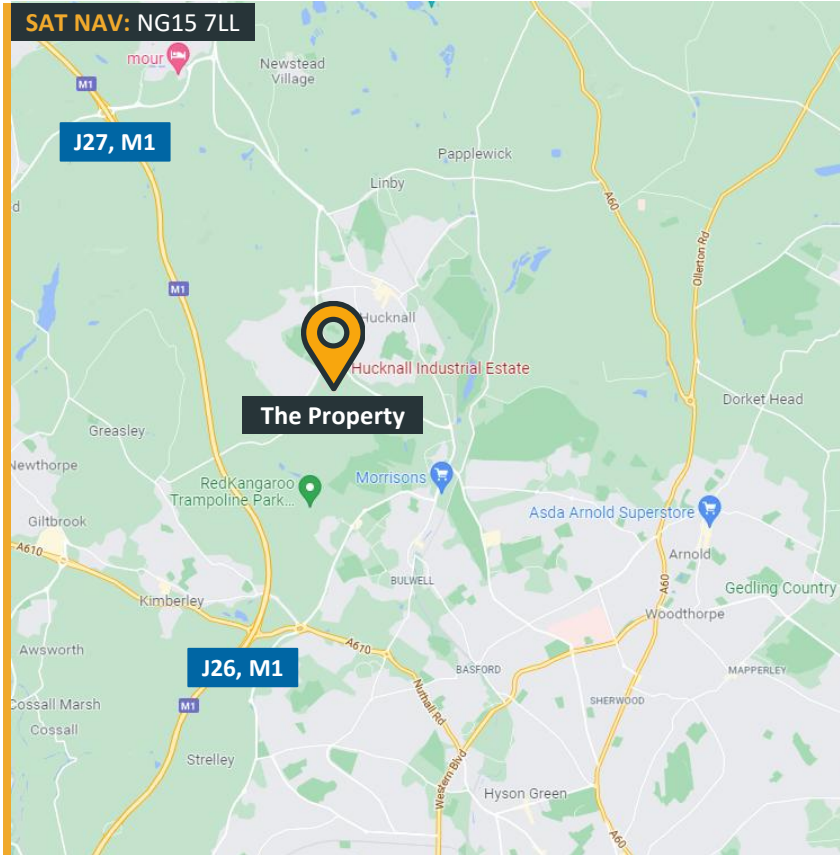 SAT NAV: NG15 7LL
mour
Newstead
Village
M1
J27, M1
Papplewick
Linby
d
A60
Ollerton Rd
M1
Hucknall
Hucknall Industrial Estate
The Property
Dorket Head
Greasley
Newthorpe
RedKangaroo
Trampoline Park...
Morrisons
Asda Arnold Superstore
Giltbrook
A610
Arnold
BULWELL
A60
Gedling Country
Kimberley
Woodthorpe
A610
Awsworth
J26, M1
BASFORD
MAPPERLEY
Nuthall Rd
SHERWOOD
M1
Cossall Marsh
Cossall
Strelley
Western Blvd
Hyson Green
A60